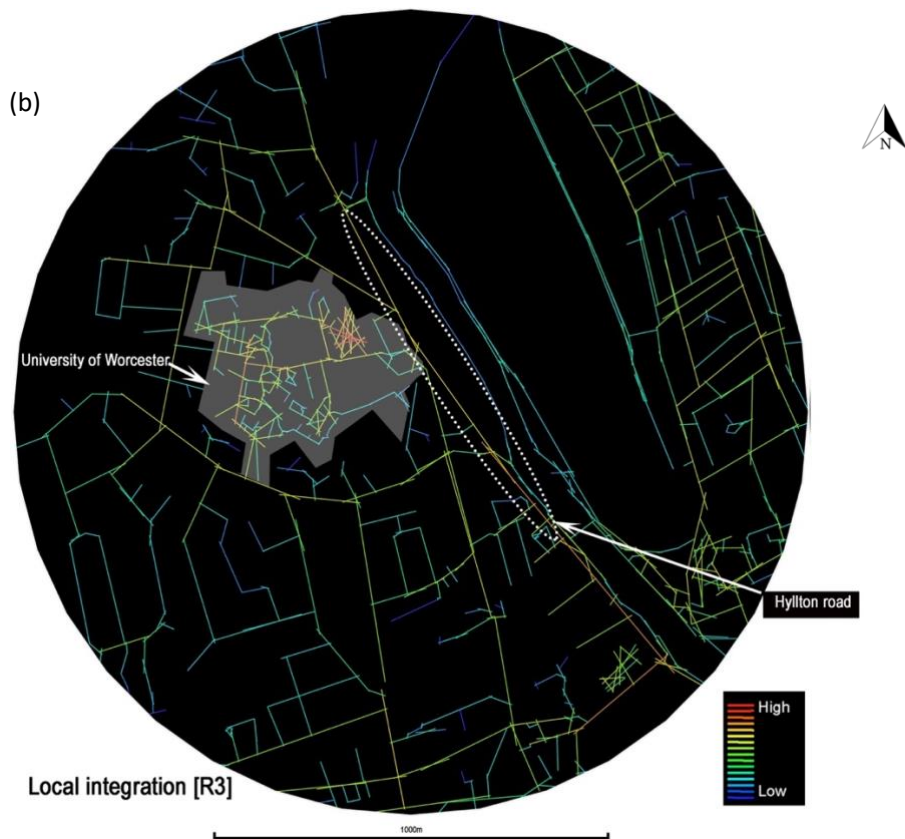 (b)
N
University of Worcester
Hyllton road
High
Low
Local integration [R3]
1000m